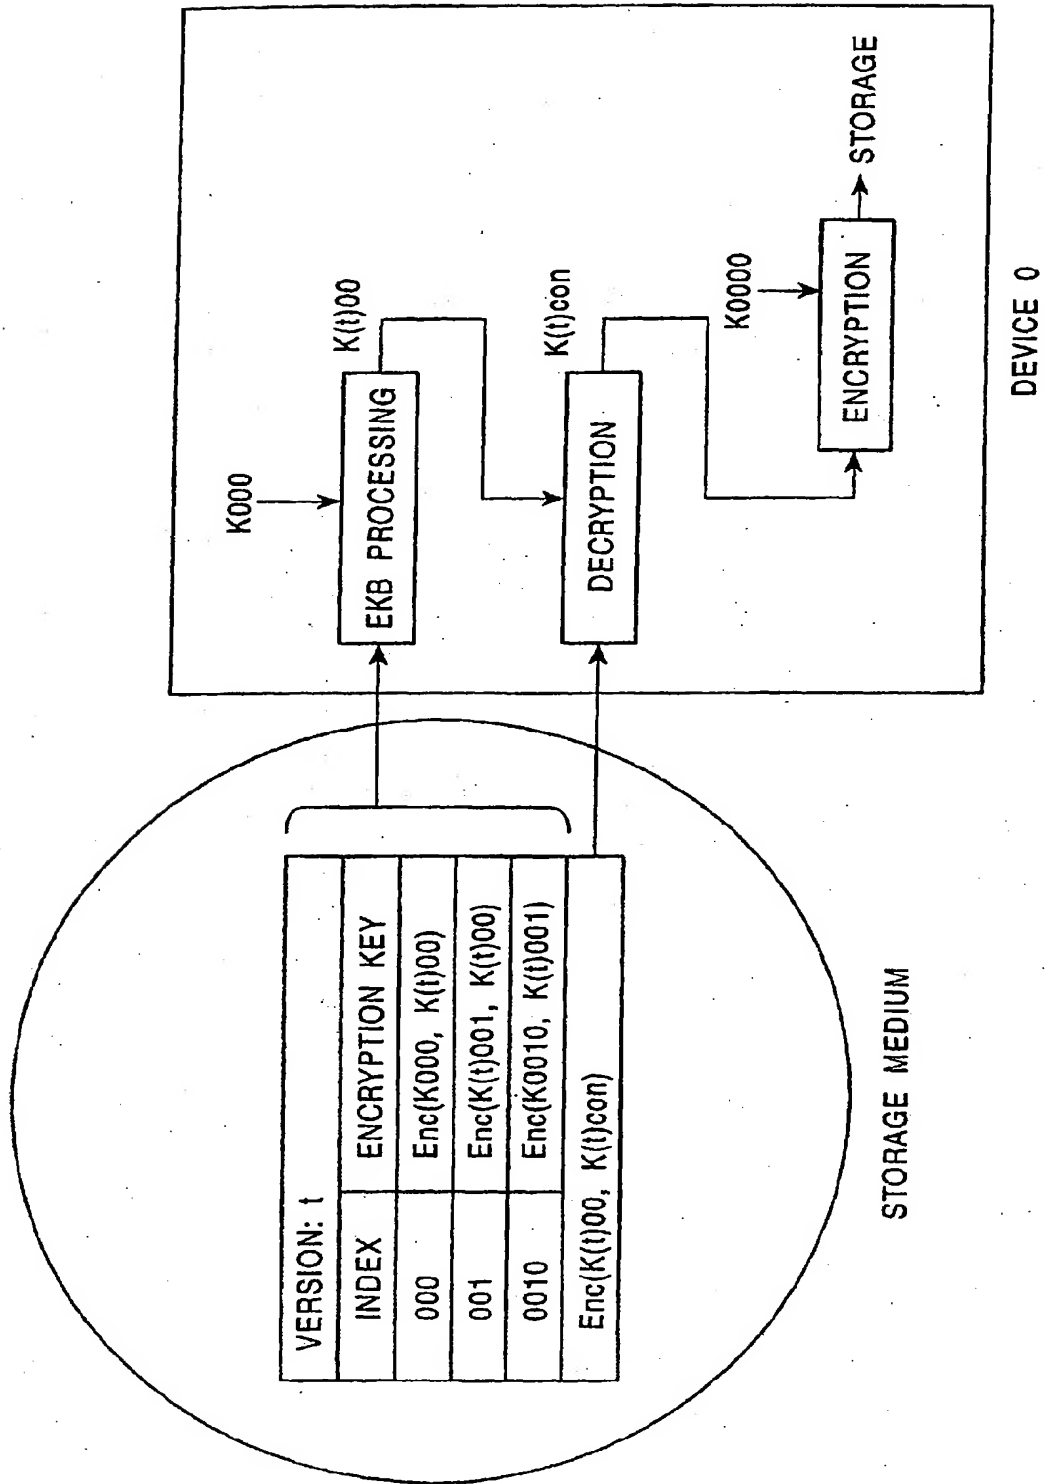 VERSION: t
INDEX ENCRYPTION KEY
000 Enc(K000, K(t)00)
001 Enc(K(t)001, K(t)00)
0010 Enc(K0010, K(t)001)
Enc(K(t)00, K(t)con)
STORAGE MEDIUM
K000
EKB PROCESSING
K(t)00
DECRYPTION
K(t)con
K0000
ENCRYPTION
STORAGE
DEVICE 0